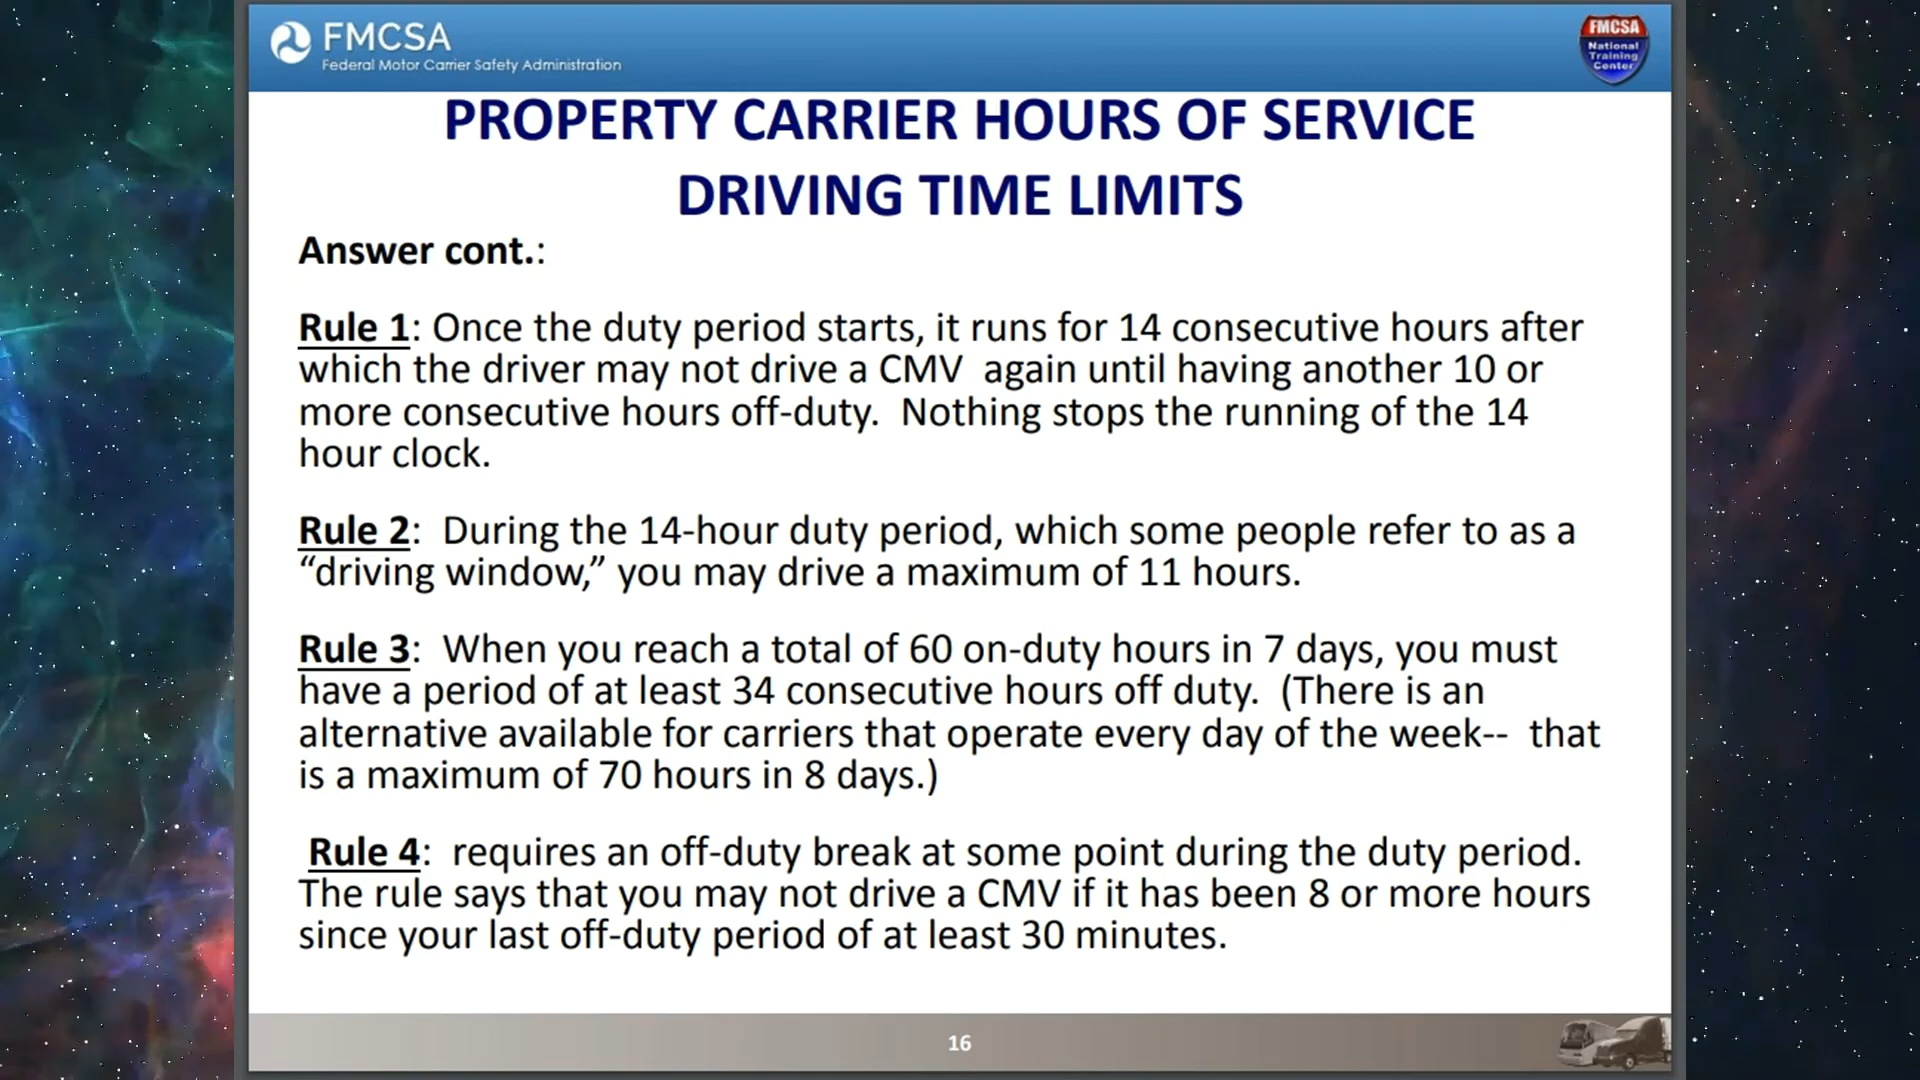 FMCSA
Federal Motor Carrier Safety Administration
FMCSA
National
Training
Center
PROPERTY CARRIER HOURS OF SERVICE
DRIVING TIME LIMITS
Answer cont.:
Rule 1: Once the duty period starts, it runs for 14 consecutive hours after
which the driver may not drive a CMV again until having another 10 or
more consecutive hours off-duty. Nothing stops the running of the 14
hour clock.
Rule 2: During the 14-hour duty period, which some people refer to as a
“driving window,” you may drive a maximum of 11 hours.
Rule 3: When you reach a total of 60 on-duty hours in 7 days, you must
have a period of at least 34 consecutive hours off duty. (There is an
alternative available for carriers that operate every day of the week-- that
is a maximum of 70 hours in 8 days.)
Rule 4: requires an off-duty break at some point during the duty period.
The rule says that you may not drive a CMV if it has been 8 or more hours
since your last off-duty period of at least 30 minutes.
16